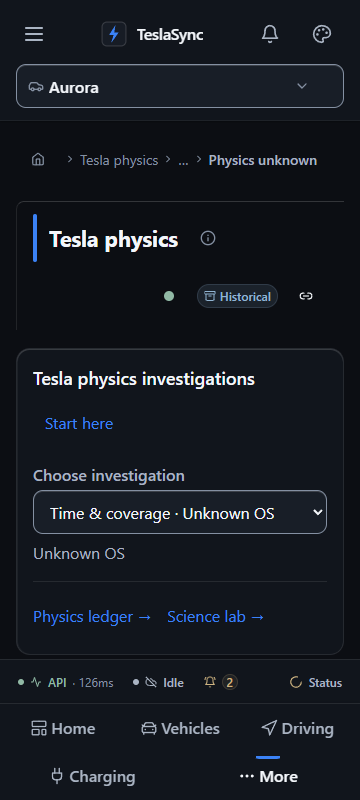 TeslaSync
Aurora
Tesla physics ... Physics unknown
Tesla physics
Historical
Tesla physics investigations
Start here
Choose investigation
Time & coverage · Unknown OS
Unknown OS
Physics ledger → Science lab →
API · 126ms Idle 2 Status
Home Vehicles Driving
Charging ··· More